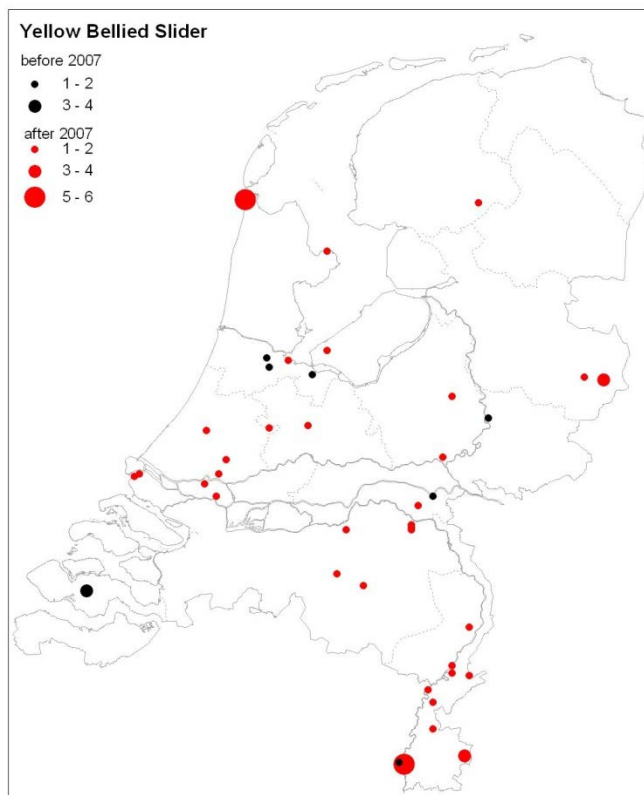 Yellow Bellied Slider
before 2007
1 - 2
3 - 4
after 2007
1 - 2
3 - 4
5 - 6